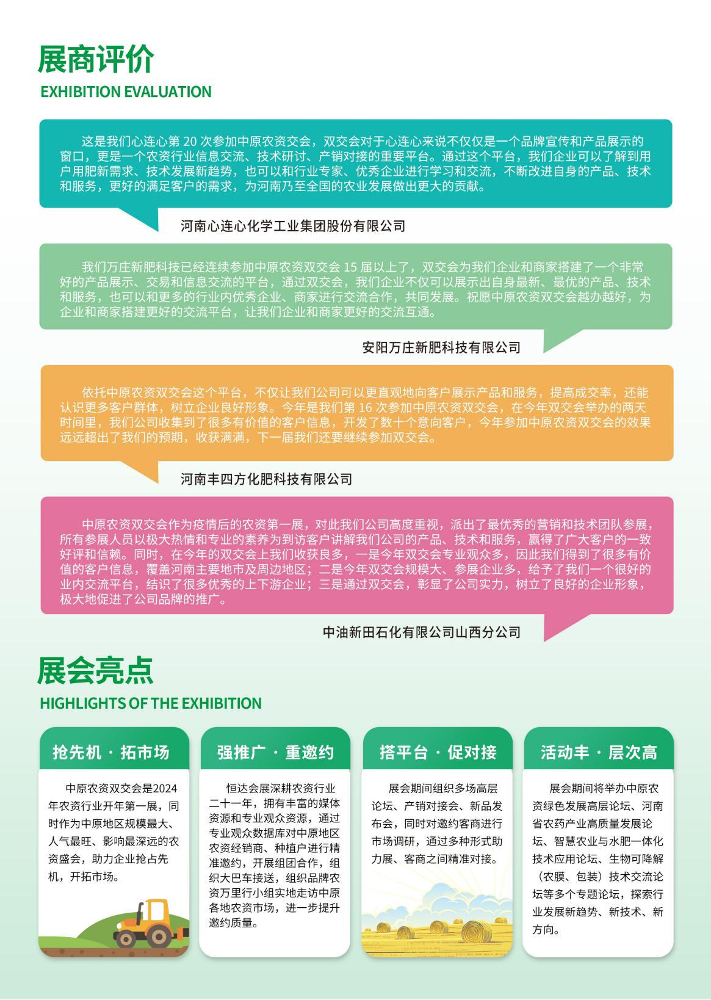 展商评价
EXHIBITION EVALUATION
这是我们心连心第 20 次参加中原农资交会，双交会对于心连心来说不仅仅是一个品牌宣传和产品展示的
窗口，更是一个农资行业信息交流、技术研讨、产销对接的重要平台。通过这个平台，我们企业可以了解到用
户用肥新需求、技术发展新趋势，也可以和行业专家、优秀企业进行学习和交流，不断改进自身的产品、技术
和服务，更好的满足客户的需求，为河南乃至全国的农业发展做出更大的贡献。
河南心连心化学工业集团股份有限公司
我们万庄新肥科技已经连续参加中原农资双交会 15 届以上了，双交会为我们企业和商家搭建了一个非常
好的产品展示、交易和信息交流的平台，通过双交会，我们企业不仅可以展示出自身最新、最优的产品、技术
和服务，也可以和更多的行业内优秀企业、商家进行交流合作，共同发展。祝愿中原农资双交会越办越好，为
企业和商家搭建更好的交流平台，让我们企业和商家更好的交流互通。
安阳万庄新肥科技有限公司
依托中原农资双交会这个平台，不仅让我们公司可以更直观地向客户展示产品和服务，提高成交率，还能
认识更多客户群体，树立企业良好形象。今年是我们第 16 次参加中原农资双交会，在今年双交会举办的两天
时间里，我们公司收集到了很多有价值的客户信息，开发了数十个意向客户，今年参加中原农资双交会的效果
远远超出了我们的预期，收获满满，下一届我们还要继续参加双交会。
河南丰四方化肥科技有限公司
中原农资双交会作为疫情后的农资第一展，对此我们公司高度重视，派出了最优秀的营销和技术团队参展，
所有参展人员以极大热情和专业的素养为到访客户讲解我们公司的产品、技术和服务，赢得了广大客户的一致
好评和信赖。同时，在今年的双交会上我们收获良多，一是今年双交会专业观众多，因此我们得到了很多有价
值的客户信息，覆盖河南主要地市及周边地区；二是今年双交会规模大、参展企业多，给予了我们一个很好的
业内交流平台，结识了很多优秀的上下游企业；三是通过双交会，彰显了公司实力，树立了良好的企业形象，
极大地促进了公司品牌的推广。
中油新田石化有限公司山西分公司
展会亮点
HIGHLIGHTS OF THE EXHIBITION
抢先机 · 拓市场
中原农资双交会是2024
年农资行业开年第一展，同
时作为中原地区规模最大、
人气最旺、影响最深远的农
资盛会，助力企业抢占先
机，开拓市场。
强推广 · 重邀约
恒达会展深耕农资行业
二十一年，拥有丰富的媒体
资源和专业观众资源，通过
专业观众数据库对中原地区
农资经销商、种植户进行精
准邀约，开展组团合作，组
织大巴车接送，组织品牌农
资万里行小组实地走访中原
各地农资市场，进一步提升
邀约质量。
搭平台 · 促对接
展会期间组织多场高层
论坛、产销对接会、新品发
布会，同时对邀约客商进行
市场调研，通过多种形式助
力展、客商之间精准对接。
活动丰 · 层次高
展会期间将举办中原农
资绿色发展高层论坛、河南
省农药产业高质量发展论
坛、智慧农业与水肥一体化
技术应用论坛、生物可降解
（农膜、包装）技术交流论
坛等多个专题论坛，探索行
业发展新趋势、新技术、新
方向。